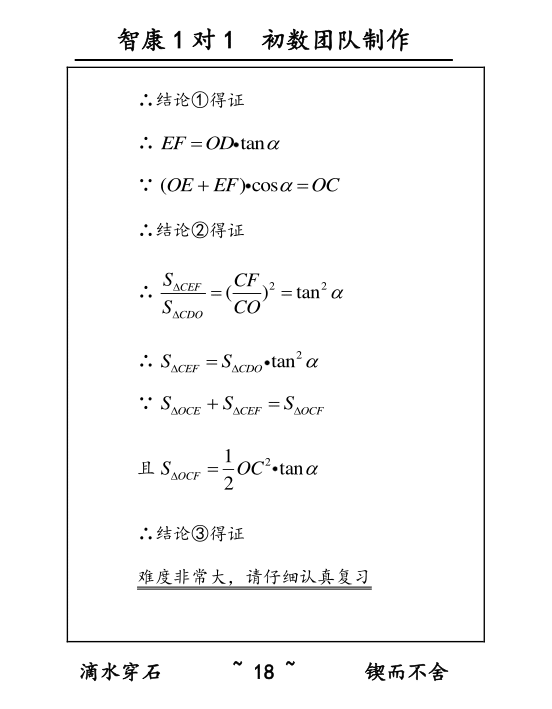 智康 1 对 1　初数团队制作
∴结论①得证
∴ EF = OD•tanα
∵ (OE + EF)•cosα = OC
∴结论②得证
∴ S△CEF / S△CDO = (CF / CO)² = tan² α
∴ S△CEF = S△CDO•tan² α
∵ S△OCE + S△CEF = S△OCF
且 S△OCF = 1/2 OC²•tanα
∴结论③得证
难度非常大，请仔细认真复习
滴水穿石　~ 18 ~　锲而不舍